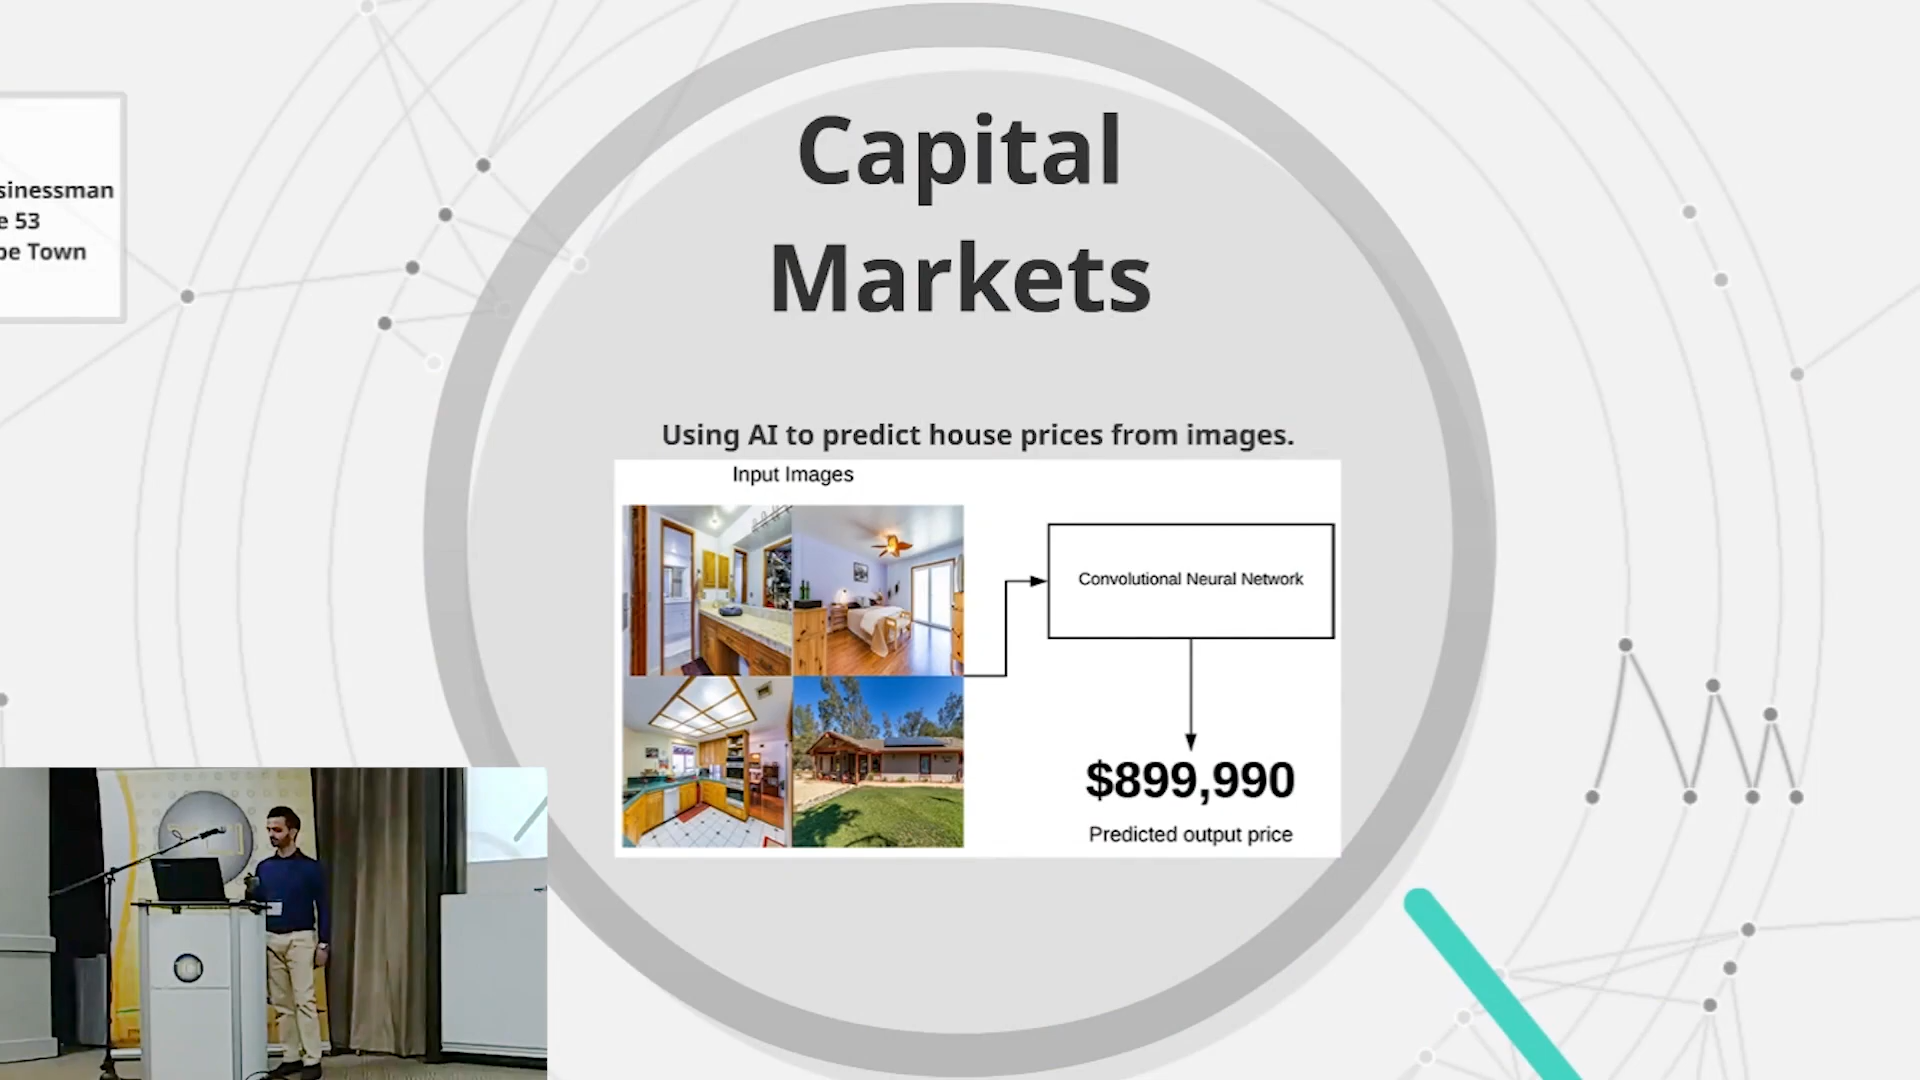 Capital
Markets
sinessman
e 53
pe Town
Using AI to predict house prices from images.
Input Images
Convolutional Neural Network
$899,990
Predicted output price